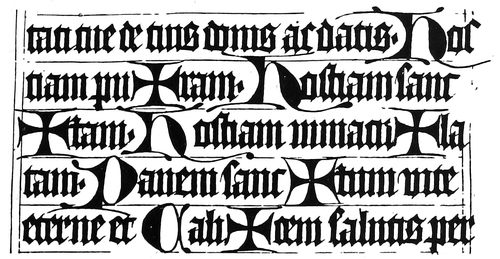 tati tue de tuis donis ac datis. Hos
tiam pu✠ram. Hostiam sanc
✠tam. Hostiam immacu✠la
tam. Panem sanc✠tum vite
eterne et Cali✠cem salutis per